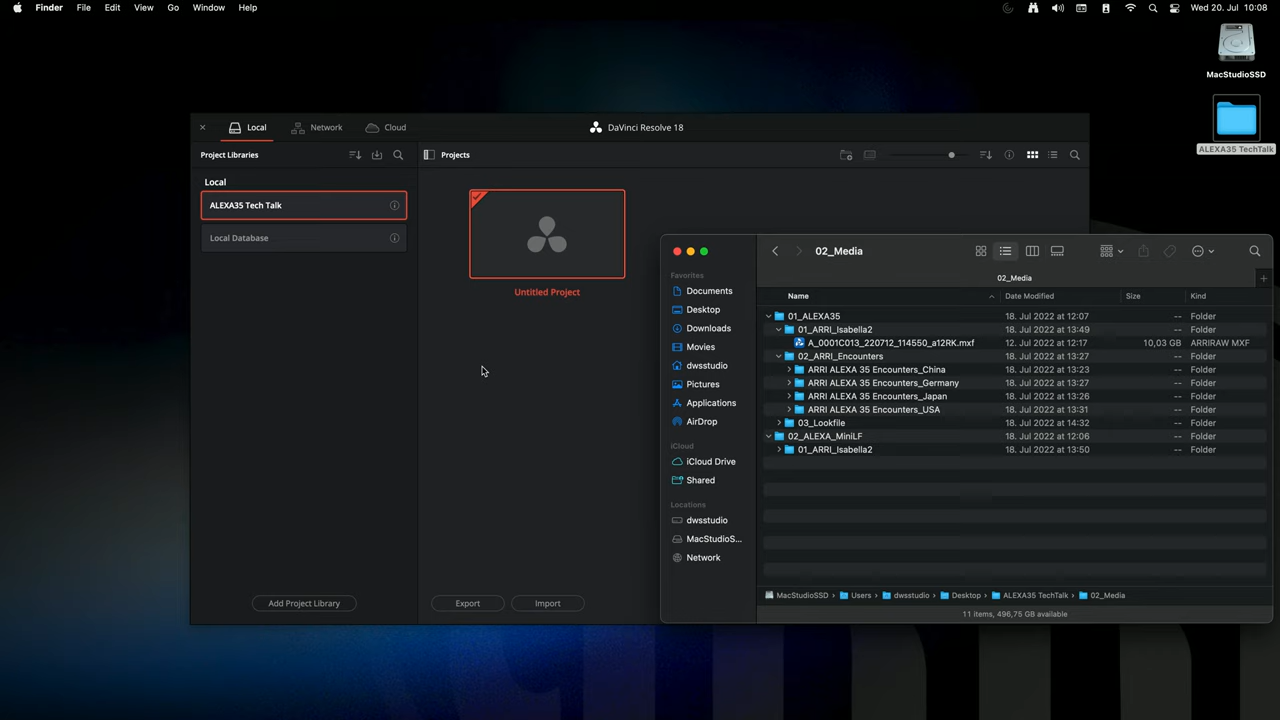 Finder File Edit View Go Window Help
Wed 20. Jul 10:08
MacStudioSSD
ALEXA35 TechTalk
Local Network Cloud
DaVinci Resolve 18
Project Libraries
Projects
Local
ALEXA35 Tech Talk
Local Database
Untitled Project
Add Project Library
Export
Import
02_Media
02_Media
Favorites
Documents
Desktop
Downloads
Movies
dwsstudio
Pictures
Applications
AirDrop
iCloud
iCloud Drive
Shared
Locations
dwsstudio
MacStudioS...
Network
Name Date Modified Size Kind
01_ALEXA35 18. Jul 2022 at 12:07 -- Folder
01_ARRI_Isabella2 18. Jul 2022 at 13:49 -- Folder
A_0001C013_220712_114550_a12RK.mxf 12. Jul 2022 at 12:17 10,03 GB ARRIRAW MXF
02_ARRI_Encounters 18. Jul 2022 at 13:27 -- Folder
ARRI ALEXA 35 Encounters_China 18. Jul 2022 at 13:23 -- Folder
ARRI ALEXA 35 Encounters_Germany 18. Jul 2022 at 13:27 -- Folder
ARRI ALEXA 35 Encounters_Japan 18. Jul 2022 at 13:26 -- Folder
ARRI ALEXA 35 Encounters_USA 18. Jul 2022 at 13:31 -- Folder
03_Lookfile 18. Jul 2022 at 14:32 -- Folder
02_ALEXA_MiniLF 18. Jul 2022 at 12:06 -- Folder
01_ARRI_Isabella2 18. Jul 2022 at 13:50 -- Folder
MacStudioSSD › Users › dwsstudio › Desktop › ALEXA35 TechTalk › 02_Media
11 items, 496,75 GB available